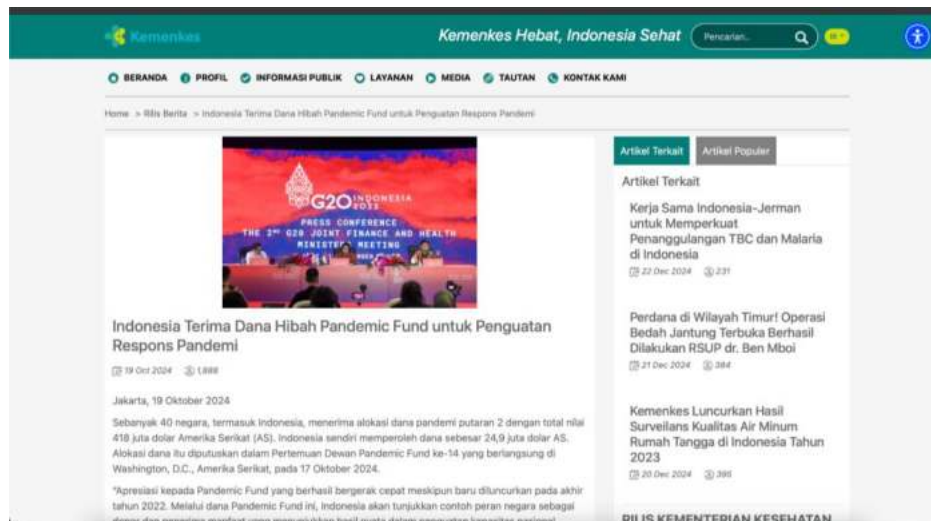 Kemenkes
Kemenkes Hebat, Indonesia Sehat
Pencarian..
BERANDA PROFIL INFORMASI PUBLIK LAYANAN MEDIA TAUTAN KONTAK KAMI
Home > Rilis Berita > Indonesia Terima Dana Hibah Pandemic Fund untuk Penguatan Respons Pandemi
G20 INDONESIA
PRESS CONFERENCE
THE 2ND G20 JOINT FINANCE AND HEALTH
MINISTERS MEETING
Indonesia Terima Dana Hibah Pandemic Fund untuk Penguatan
Respons Pandemi
19 Oct 2024 1,888
Jakarta, 19 Oktober 2024
Sebanyak 40 negara, termasuk Indonesia, menerima alokasi dana pandemi putaran 2 dengan total nilai
418 juta dolar Amerika Serikat (AS). Indonesia sendiri memperoleh dana sebesar 24,9 juta dolar AS.
Alokasi dana itu diputuskan dalam Pertemuan Dewan Pandemic Fund ke-14 yang berlangsung di
Washington, D.C., Amerika Serikat, pada 17 Oktober 2024.
"Apresiasi kepada Pandemic Fund yang berhasil bergerak cepat meskipun baru diluncurkan pada akhir
tahun 2022. Melalui dana Pandemic Fund ini, Indonesia akan tunjukkan contoh peran negara sebagai
Artikel Terkait Artikel Populer
Artikel Terkait
Kerja Sama Indonesia-Jerman
untuk Memperkuat
Penanggulangan TBC dan Malaria
di Indonesia
22 Dec 2024 231
Perdana di Wilayah Timur! Operasi
Bedah Jantung Terbuka Berhasil
Dilakukan RSUP dr. Ben Mboi
21 Dec 2024 384
Kemenkes Luncurkan Hasil
Surveilans Kualitas Air Minum
Rumah Tangga di Indonesia Tahun
2023
20 Dec 2024 395
RILIS KEMENTERIAN KESEHATAN